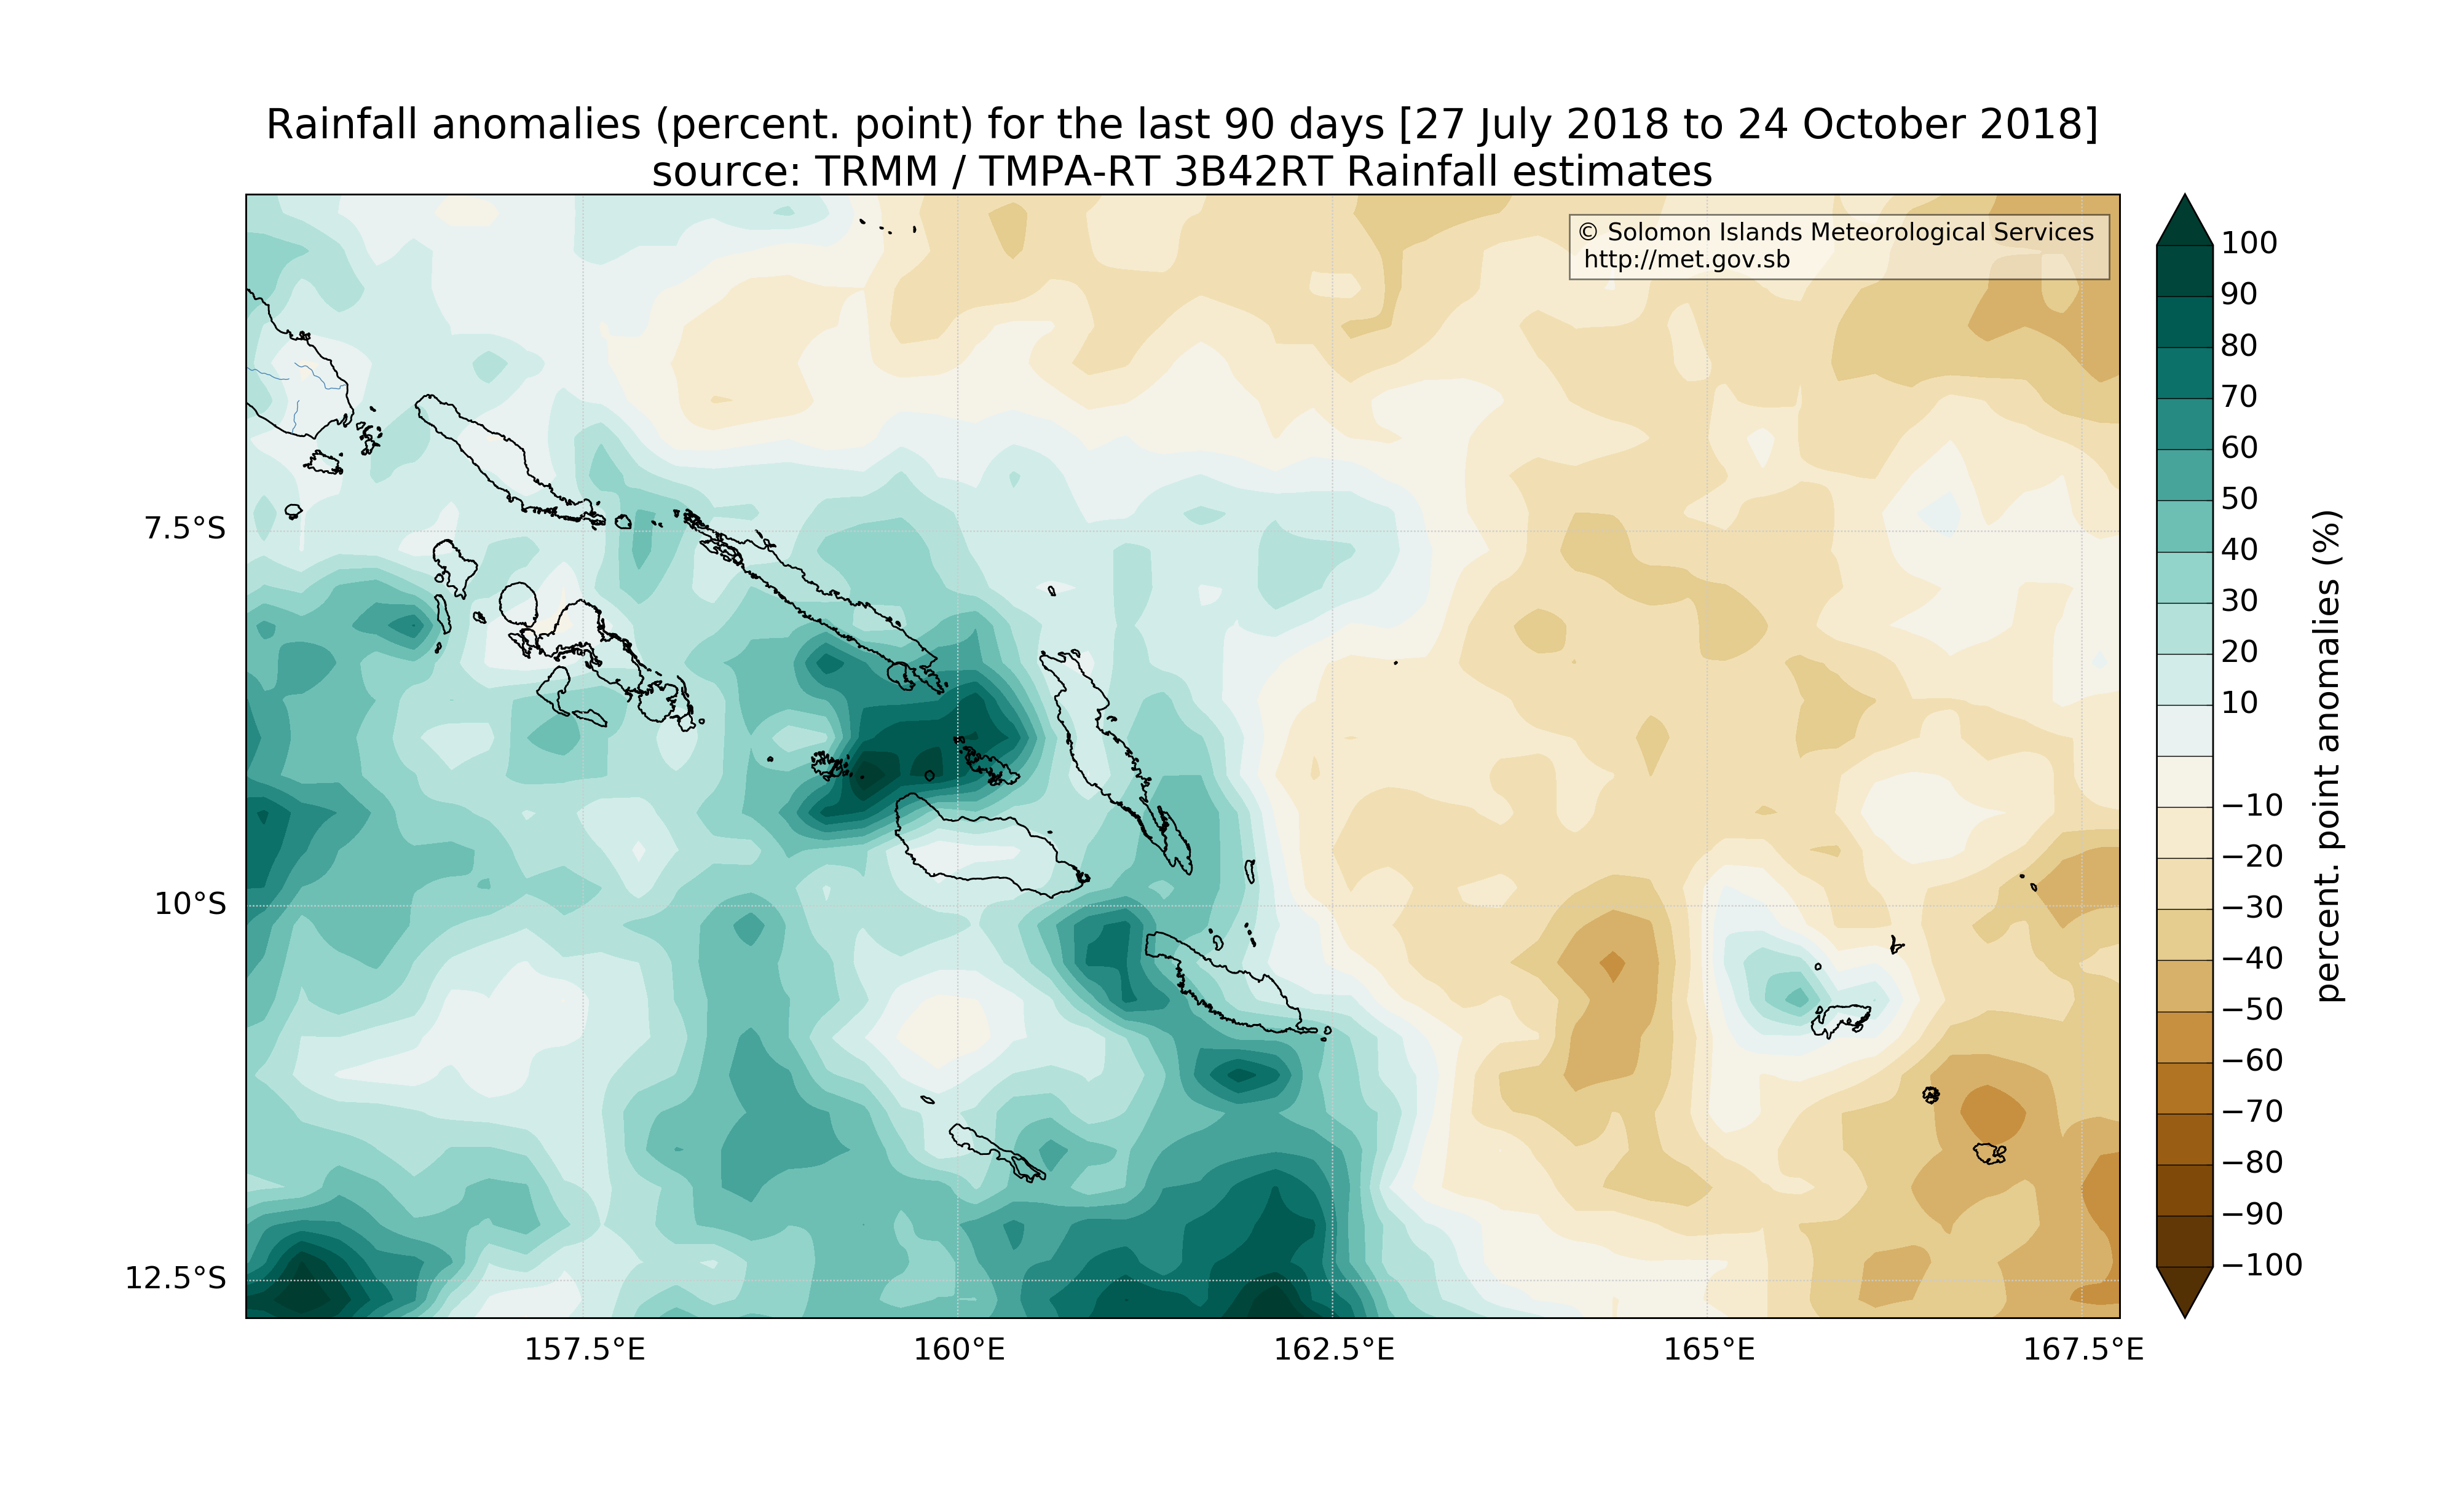 Rainfall anomalies (percent. point) for the last 90 days [27 July 2018 to 24 October 2018]
source: TRMM / TMPA-RT 3B42RT Rainfall estimates
© Solomon Islands Meteorological Services
http://met.gov.sb
7.5°S
10°S
12.5°S
157.5°E
160°E
162.5°E
165°E
167.5°E
100
90
80
70
60
50
40
30
20
10
−10
−20
−30
−40
−50
−60
−70
−80
−90
−100
percent. point anomalies (%)